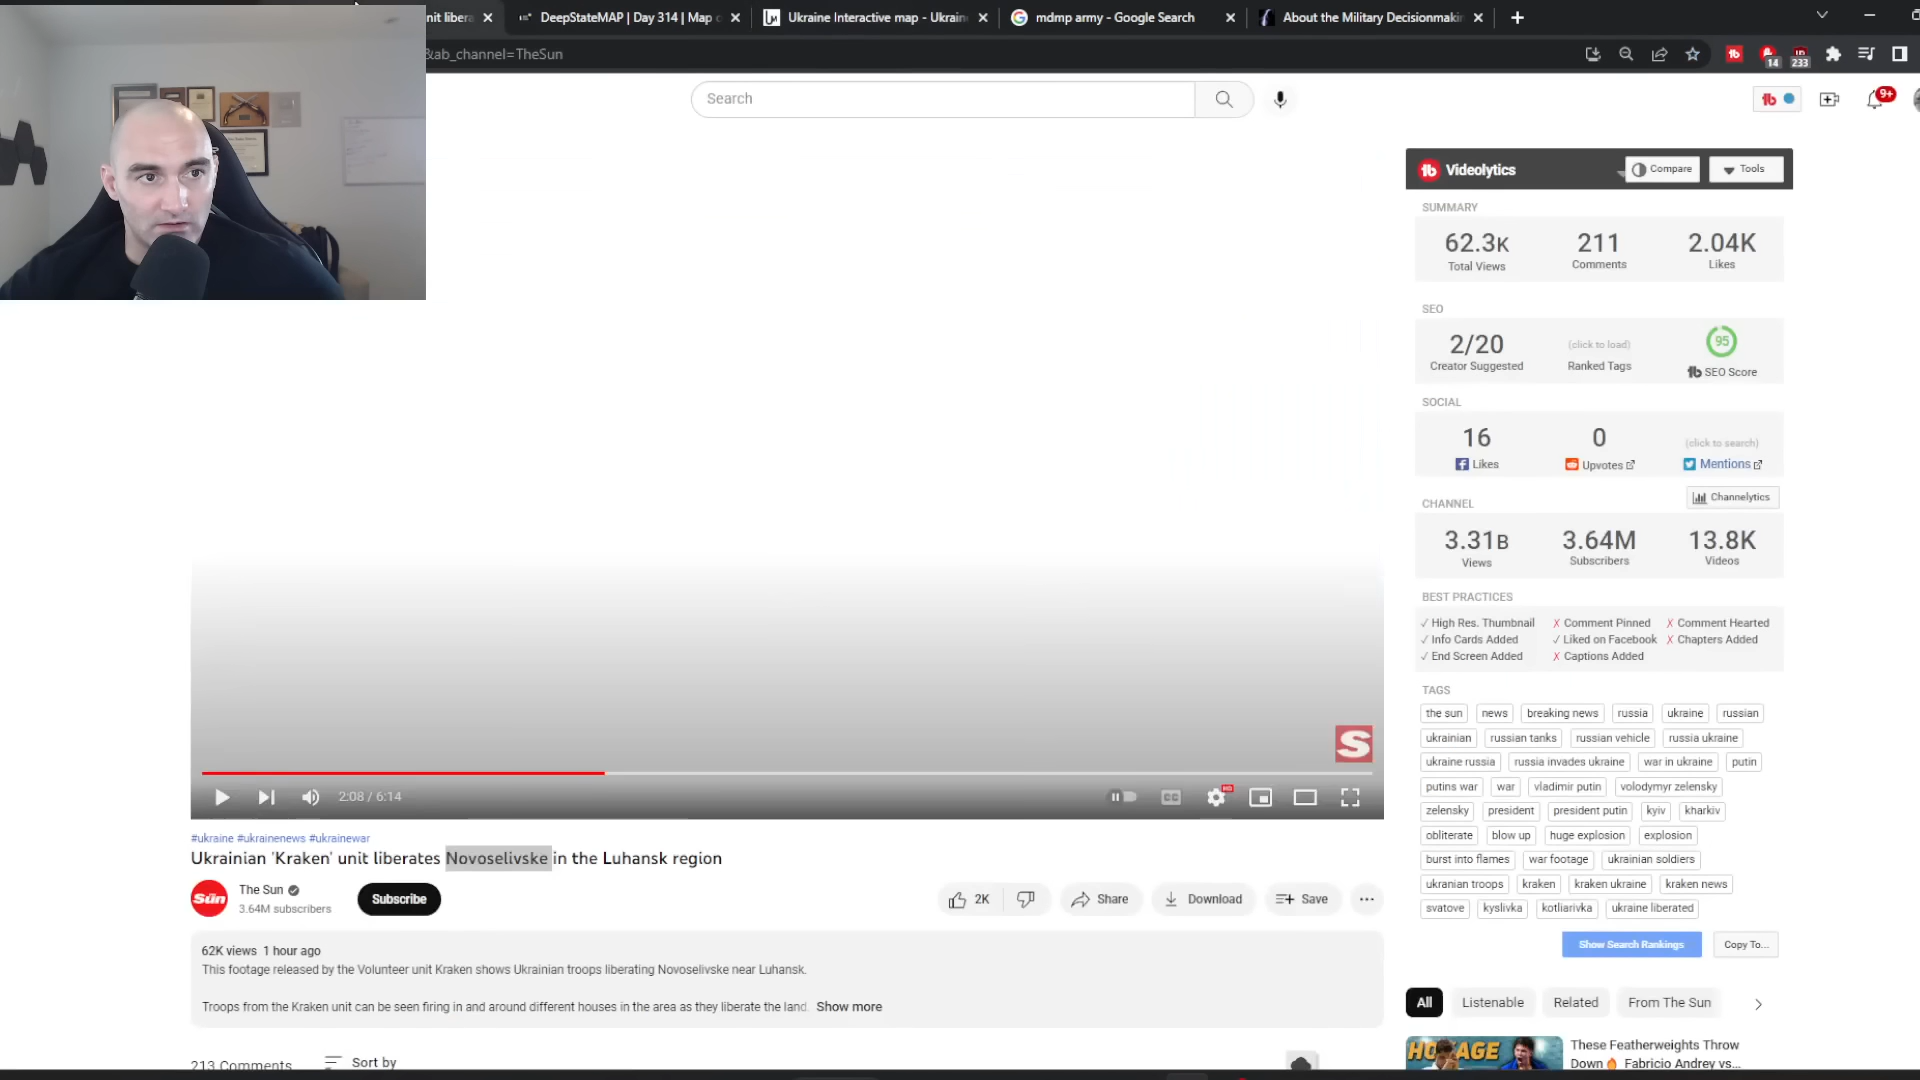 nit libera
DeepStateMAP | Day 314 | Map
Ukraine Interactive map - Ukrain
mdmp army - Google Search
About the Military Decisionmaki
&ab_channel=TheSun
14
233
Search
9+
Videolytics
Compare
Tools
SUMMARY
62.3K
211
2.04K
Total Views
Comments
Likes
SEO
2/20
(click to load)
95
Creator Suggested
Ranked Tags
SEO Score
SOCIAL
16
0
(click to search)
Likes
Upvotes
Mentions
CHANNEL
Channelytics
3.31B
3.64M
13.8K
Views
Subscribers
Videos
BEST PRACTICES
✓ High Res. Thumbnail
✗ Comment Pinned
✗ Comment Hearted
✓ Info Cards Added
✓ Liked on Facebook
✗ Chapters Added
✓ End Screen Added
✗ Captions Added
TAGS
the sun news breaking news russia ukraine russian
ukrainian russian tanks russian vehicle russia ukraine
ukraine russia russia invades ukraine war in ukraine putin
putins war war vladimir putin volodymyr zelensky
zelensky president president putin kyiv kharkiv
obliterate blow up huge explosion explosion
burst into flames war footage ukrainian soldiers
ukranian troops kraken kraken ukraine kraken news
svatove kyslivka kotliarivka ukraine liberated
Show Search Rankings
Copy To...
All
Listenable
Related
From The Sun
HO AGE
These Featherweights Throw
Down🔥 Fabricio Andrey vs...
S
2:08 / 6:14
CC
HD
#ukraine #ukrainenews #ukrainewar
Ukrainian 'Kraken' unit liberates Novoselivske in the Luhansk region
Sun
The Sun
3.64M subscribers
Subscribe
2K
Share
Download
Save
62K views 1 hour ago
This footage released by the Volunteer unit Kraken shows Ukrainian troops liberating Novoselivske near Luhansk.
Troops from the Kraken unit can be seen firing in and around different houses in the area as they liberate the land. Show more
213 Comments
Sort by